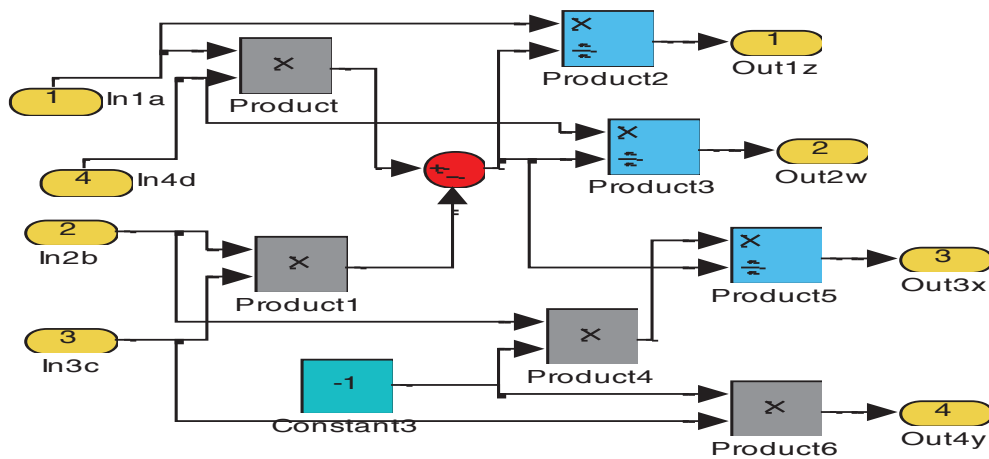 1
In1a
×
Product
×
÷
Product2
1
Out1z
4
In4d
+
−
×
÷
Product3
2
Out2w
2
In2b
×
Product1
×
÷
Product5
3
Out3x
3
In3c
×
Product4
-1
Constant3
×
Product6
4
Out4y